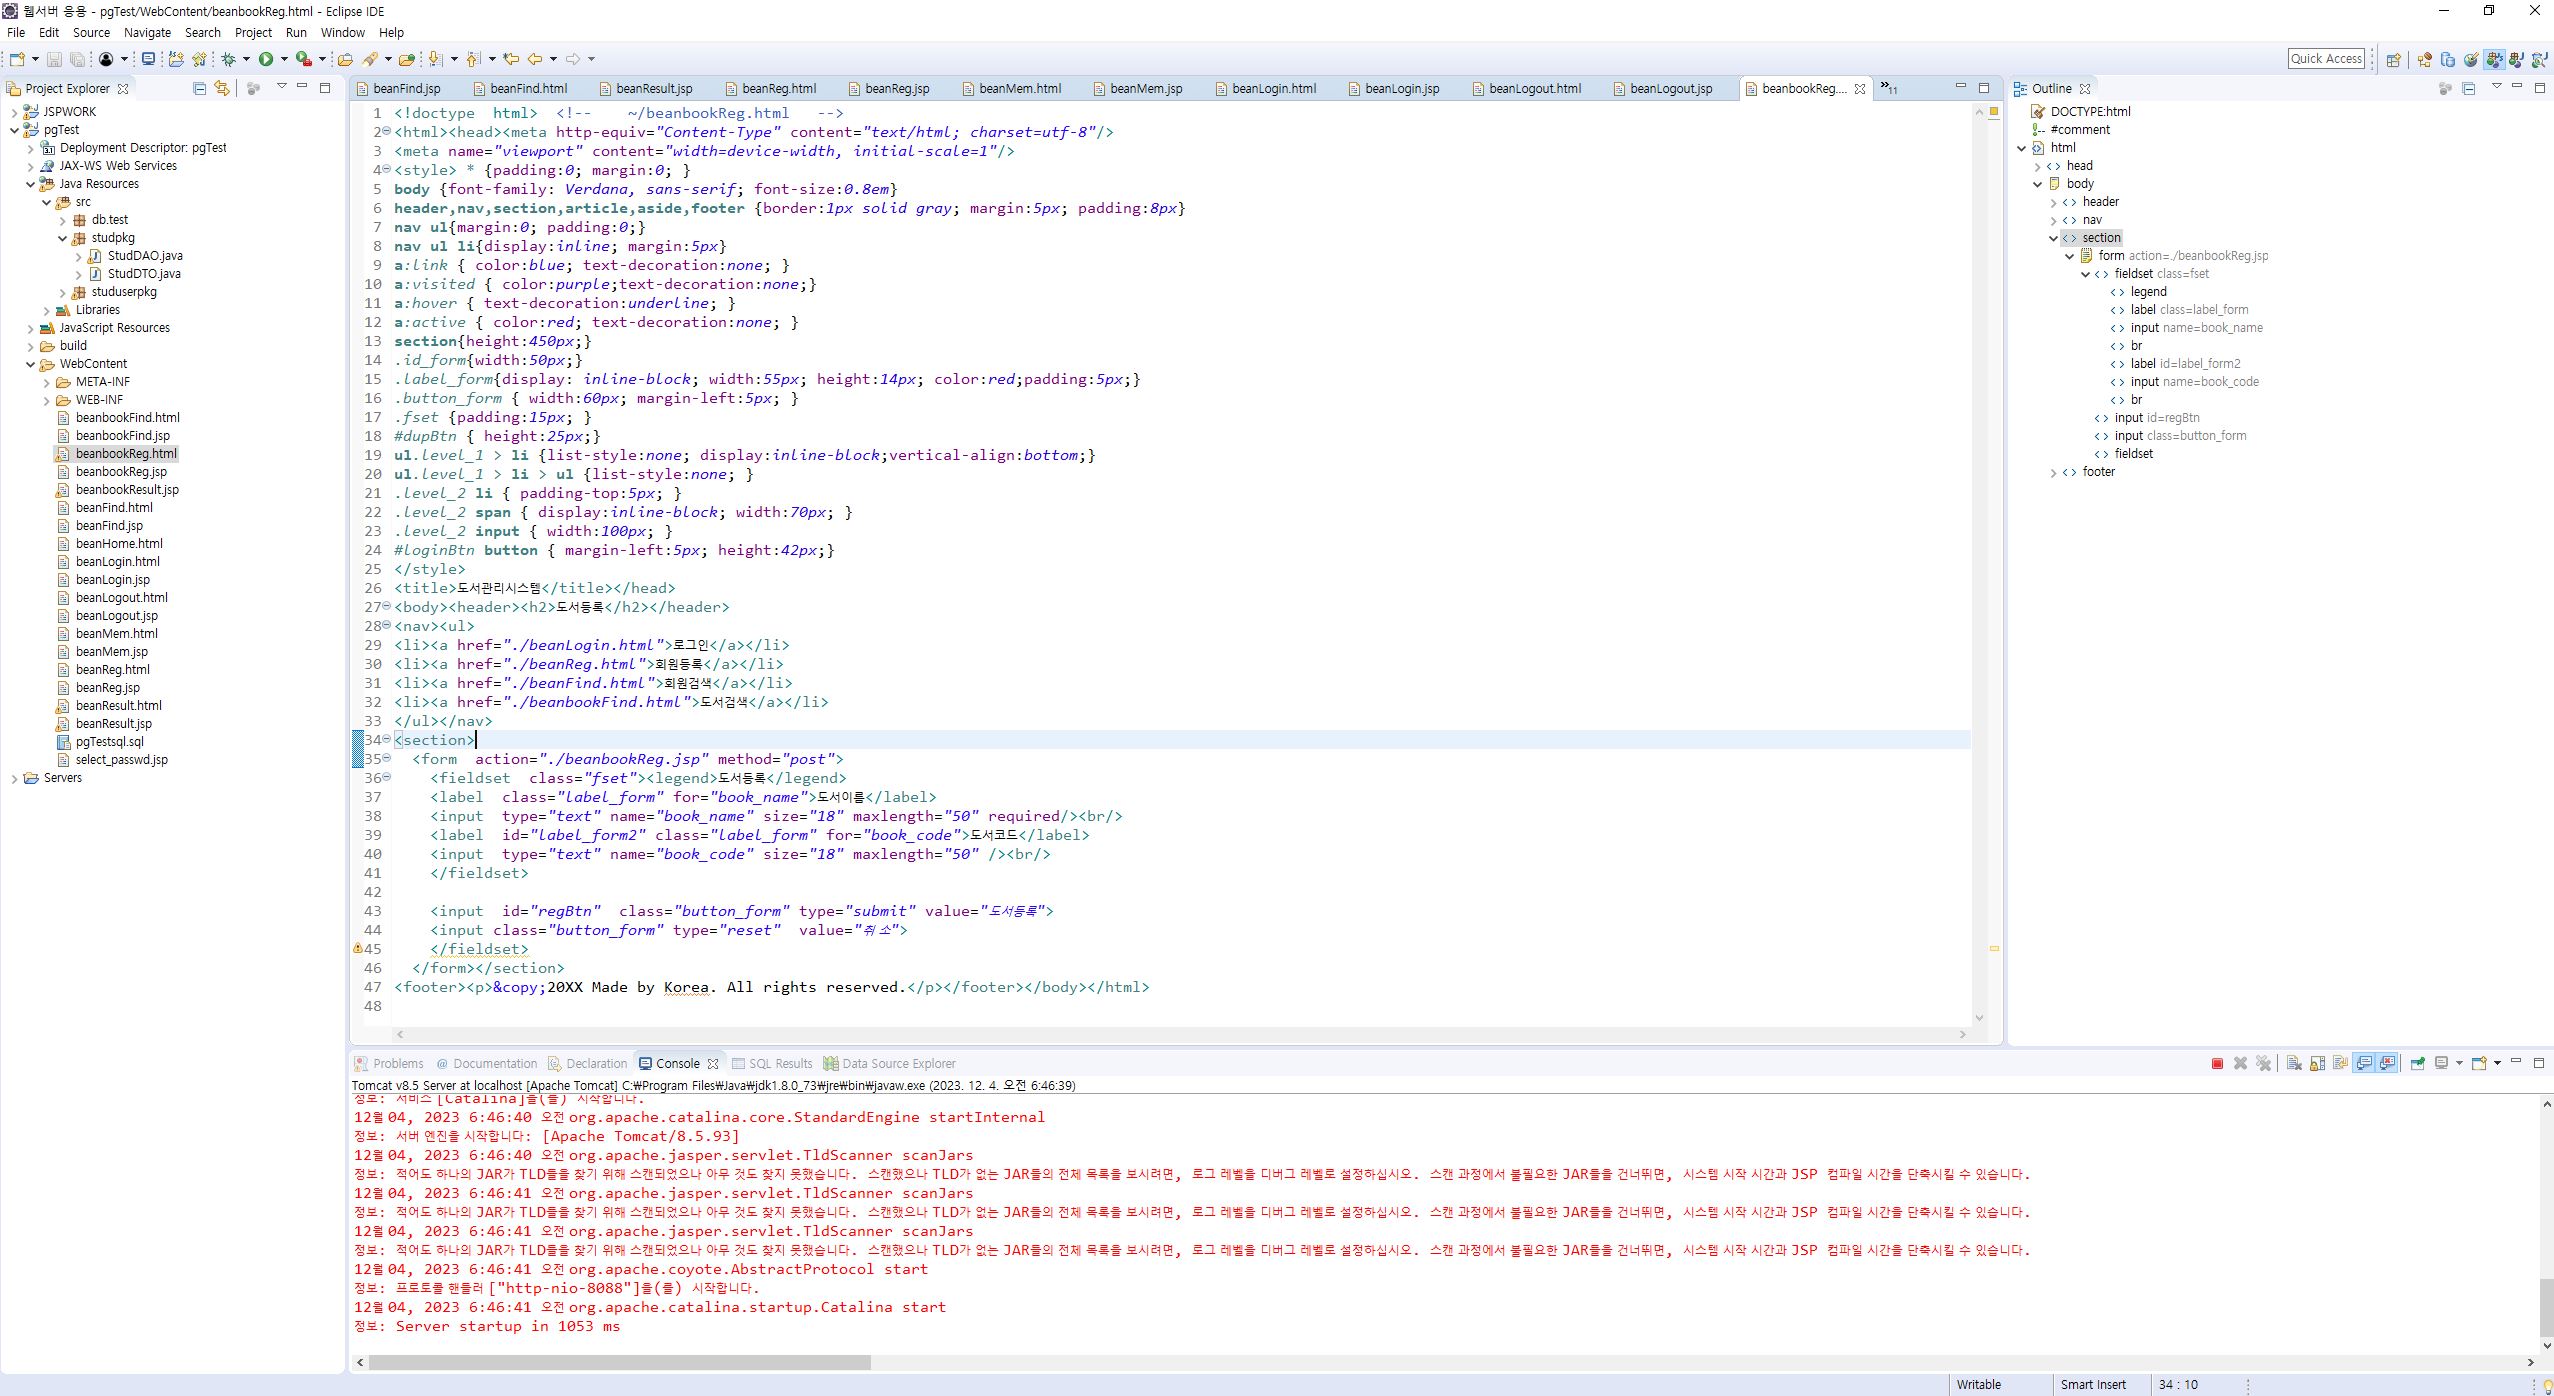 웹서버 응용 - pgTest/WebContent/beanbookReg.html - Eclipse IDE
File Edit Source Navigate Search Project Run Window Help
Quick Access
Project Explorer
JSPWORK
pgTest
Deployment Descriptor: pgTest
JAX-WS Web Services
Java Resources
src
db.test
studpkg
StudDAO.java
StudDTO.java
studuserpkg
Libraries
JavaScript Resources
build
WebContent
META-INF
WEB-INF
beanbookFind.html
beanbookFind.jsp
beanbookReg.html
beanbookReg.jsp
beanbookResult.jsp
beanFind.html
beanFind.jsp
beanHome.html
beanLogin.html
beanLogin.jsp
beanLogout.html
beanLogout.jsp
beanMem.html
beanMem.jsp
beanReg.html
beanReg.jsp
beanResult.html
beanResult.jsp
pgTestsql.sql
select_passwd.jsp
Servers
beanFind.jsp beanFind.html beanResult.jsp beanReg.html beanReg.jsp beanMem.html beanMem.jsp beanLogin.html beanLogin.jsp beanLogout.html beanLogout.jsp beanbookReg.... »11
1 <!doctype  html>  <!--    ~/beanbookReg.html   -->
2 <html><head><meta http-equiv="Content-Type" content="text/html; charset=utf-8"/>
3 <meta name="viewport" content="width=device-width, initial-scale=1"/>
4 <style> * {padding:0; margin:0; }
5 body {font-family: Verdana, sans-serif; font-size:0.8em}
6 header,nav,section,article,aside,footer {border:1px solid gray; margin:5px; padding:8px}
7 nav ul{margin:0; padding:0;}
8 nav ul li{display:inline; margin:5px}
9 a:link { color:blue; text-decoration:none; }
10 a:visited { color:purple;text-decoration:none;}
11 a:hover { text-decoration:underline; }
12 a:active { color:red; text-decoration:none; }
13 section{height:450px;}
14 .id_form{width:50px;}
15 .label_form{display: inline-block; width:55px; height:14px; color:red;padding:5px;}
16 .button_form { width:60px; margin-left:5px; }
17 .fset {padding:15px; }
18 #dupBtn { height:25px;}
19 ul.level_1 > li {list-style:none; display:inline-block;vertical-align:bottom;}
20 ul.level_1 > li > ul {list-style:none; }
21 .level_2 li { padding-top:5px; }
22 .level_2 span { display:inline-block; width:70px; }
23 .level_2 input { width:100px; }
24 #loginBtn button { margin-left:5px; height:42px;}
25 </style>
26 <title>도서관리시스템</title></head>
27 <body><header><h2>도서등록</h2></header>
28 <nav><ul>
29 <li><a href="./beanLogin.html">로그인</a></li>
30 <li><a href="./beanReg.html">회원등록</a></li>
31 <li><a href="./beanFind.html">회원검색</a></li>
32 <li><a href="./beanbookFind.html">도서검색</a></li>
33 </ul></nav>
34 <section>
35   <form  action="./beanbookReg.jsp" method="post">
36     <fieldset  class="fset"><legend>도서등록</legend>
37     <label  class="label_form" for="book_name">도서이름</label>
38     <input  type="text" name="book_name" size="18" maxlength="50" required/><br/>
39     <label  id="label_form2" class="label_form" for="book_code">도서코드</label>
40     <input  type="text" name="book_code" size="18" maxlength="50" /><br/>
41     </fieldset>
42
43     <input  id="regBtn"  class="button_form" type="submit" value="도서등록">
44     <input class="button_form" type="reset"  value="취 소">
45     </fieldset>
46   </form></section>
47 <footer><p>&copy;20XX Made by Korea. All rights reserved.</p></footer></body></html>
48
Outline
DOCTYPE:html
#comment
html
head
body
header
nav
section
form action=./beanbookReg.jsp
fieldset class=fset
legend
label class=label_form
input name=book_name
br
label id=label_form2
input name=book_code
br
input id=regBtn
input class=button_form
fieldset
footer
Problems Documentation Declaration Console SQL Results Data Source Explorer
Tomcat v8.5 Server at localhost [Apache Tomcat] C:₩Program Files₩Java₩jdk1.8.0_73₩jre₩bin₩javaw.exe (2023. 12. 4. 오전 6:46:39)
정보: 서비스 [Catalina]을(를) 시작합니다.
12월 04, 2023 6:46:40 오전 org.apache.catalina.core.StandardEngine startInternal
정보: 서버 엔진을 시작합니다: [Apache Tomcat/8.5.93]
12월 04, 2023 6:46:40 오전 org.apache.jasper.servlet.TldScanner scanJars
정보: 적어도 하나의 JAR가 TLD들을 찾기 위해 스캔되었으나 아무 것도 찾지 못했습니다. 스캔했으나 TLD가 없는 JAR들의 전체 목록을 보시려면, 로그 레벨을 디버그 레벨로 설정하십시오. 스캔 과정에서 불필요한 JAR들을 건너뛰면, 시스템 시작 시간과 JSP 컴파일 시간을 단축시킬 수 있습니다.
12월 04, 2023 6:46:41 오전 org.apache.jasper.servlet.TldScanner scanJars
정보: 적어도 하나의 JAR가 TLD들을 찾기 위해 스캔되었으나 아무 것도 찾지 못했습니다. 스캔했으나 TLD가 없는 JAR들의 전체 목록을 보시려면, 로그 레벨을 디버그 레벨로 설정하십시오. 스캔 과정에서 불필요한 JAR들을 건너뛰면, 시스템 시작 시간과 JSP 컴파일 시간을 단축시킬 수 있습니다.
12월 04, 2023 6:46:41 오전 org.apache.jasper.servlet.TldScanner scanJars
정보: 적어도 하나의 JAR가 TLD들을 찾기 위해 스캔되었으나 아무 것도 찾지 못했습니다. 스캔했으나 TLD가 없는 JAR들의 전체 목록을 보시려면, 로그 레벨을 디버그 레벨로 설정하십시오. 스캔 과정에서 불필요한 JAR들을 건너뛰면, 시스템 시작 시간과 JSP 컴파일 시간을 단축시킬 수 있습니다.
12월 04, 2023 6:46:41 오전 org.apache.coyote.AbstractProtocol start
정보: 프로토콜 핸들러 ["http-nio-8088"]을(를) 시작합니다.
12월 04, 2023 6:46:41 오전 org.apache.catalina.startup.Catalina start
정보: Server startup in 1053 ms
Writable Smart Insert 34 : 10